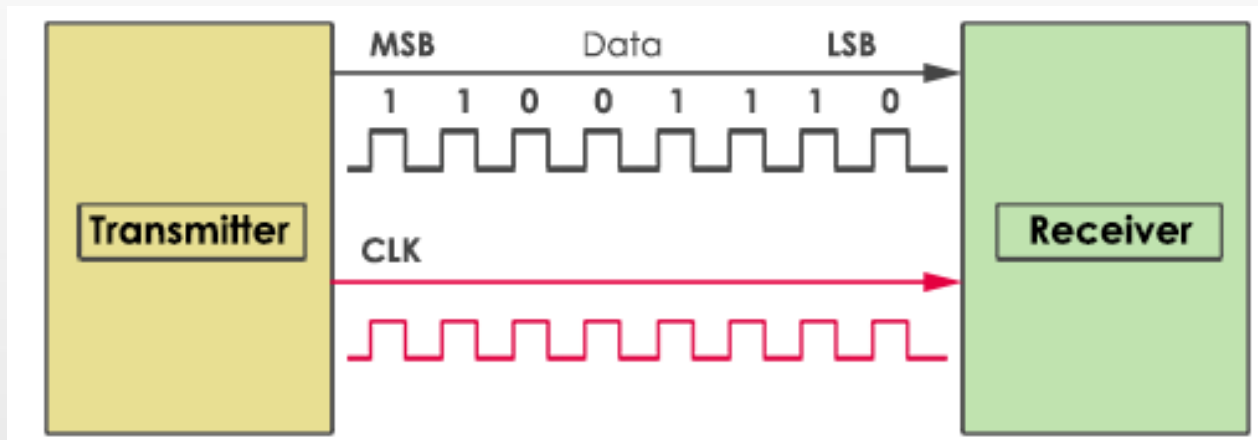 MSB Data LSB
1 1 0 0 1 1 1 0
Transmitter
Receiver
CLK